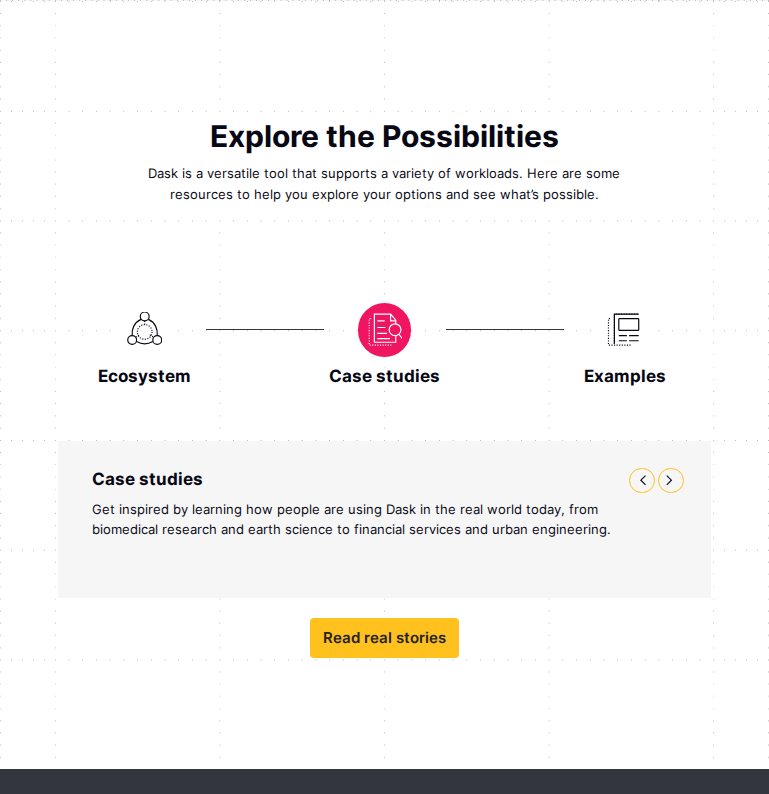 Explore the Possibilities
Dask is a versatile tool that supports a variety of workloads. Here are some
resources to help you explore your options and see what's possible.
Ecosystem
Case studies
Examples
Case studies
Get inspired by learning how people are using Dask in the real world today, from
biomedical research and earth science to financial services and urban engineering.
Read real stories